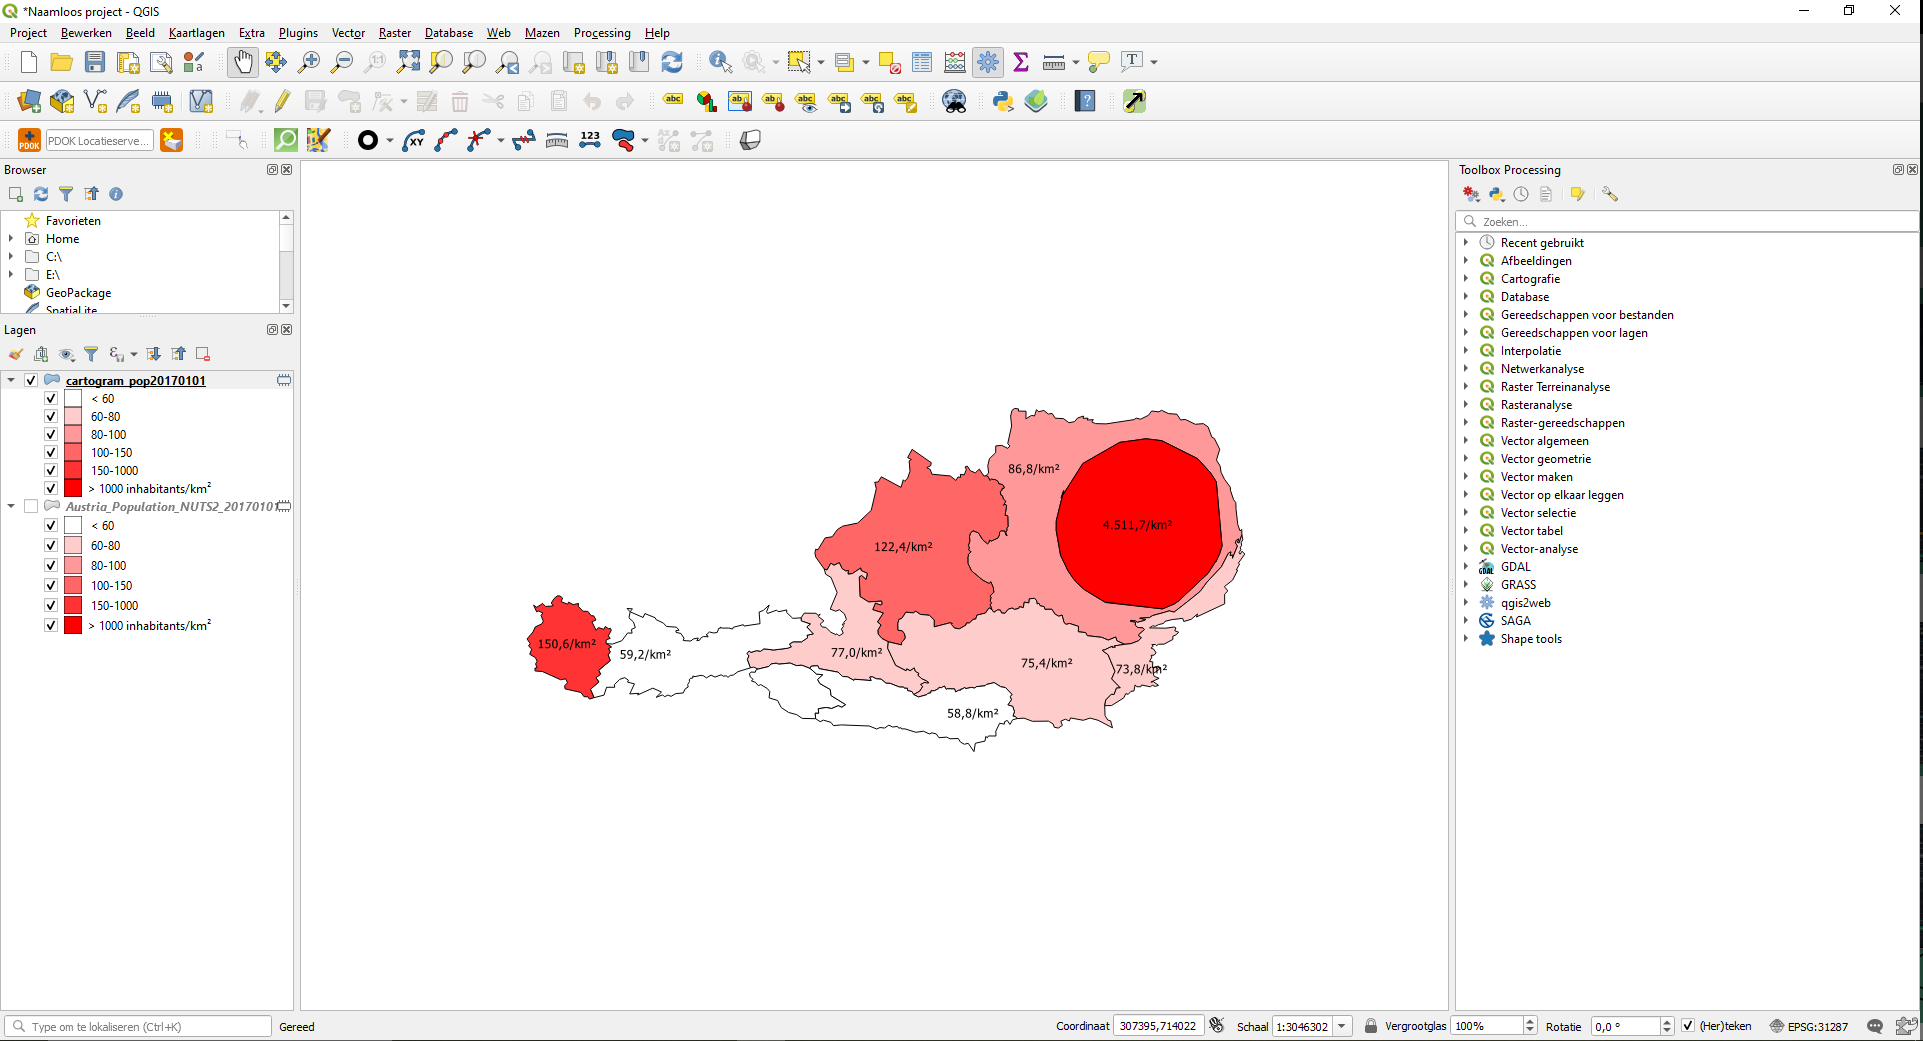 *Naamloos project - QGIS
Project Bewerken Beeld Kaartlagen Extra Plugins Vector Raster Database Web Mazen Processing Help
PDOK PDOK Locatieserve... XY 123
Browser
Favorieten
Home
C:\
E:\
GeoPackage
SpatiaLite
Lagen
cartogram_pop20170101
< 60
60-80
80-100
100-150
150-1000
> 1000 inhabitants/km²
Austria_Population_NUTS2_20170101
< 60
60-80
80-100
100-150
150-1000
> 1000 inhabitants/km²
86,8/km²
4.511,7/km²
122,4/km²
150,6/km²
59,2/km²
77,0/km²
75,4/km²
73,8/km²
58,8/km²
Toolbox Processing
Zoeken...
Recent gebruikt
Afbeeldingen
Cartografie
Database
Gereedschappen voor bestanden
Gereedschappen voor lagen
Interpolatie
Netwerkanalyse
Raster Terreinanalyse
Rasteranalyse
Raster-gereedschappen
Vector algemeen
Vector geometrie
Vector maken
Vector op elkaar leggen
Vector selectie
Vector tabel
Vector-analyse
GDAL
GRASS
qgis2web
SAGA
Shape tools
Type om te lokaliseren (Ctrl+K) Gereed Coordinaat 307395,714022 Schaal 1:3046302 Vergrootglas 100% Rotatie 0,0 ° (Her)teken EPSG:31287